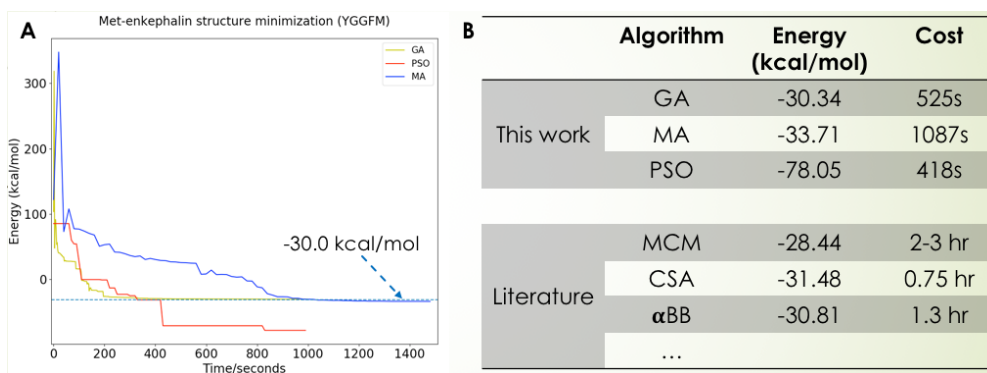 Met-enkephalin structure minimization (YGGFM)
A
GA
PSO
MA
300
200
100
0
Energy (kcal/mol)
-30.0 kcal/mol
0 200 400 600 800 1000 1200 1400
Time/seconds
B
Algorithm Energy (kcal/mol) Cost
This work
GA -30.34 525s
MA -33.71 1087s
PSO -78.05 418s
Literature
MCM -28.44 2-3 hr
CSA -31.48 0.75 hr
αBB -30.81 1.3 hr
...